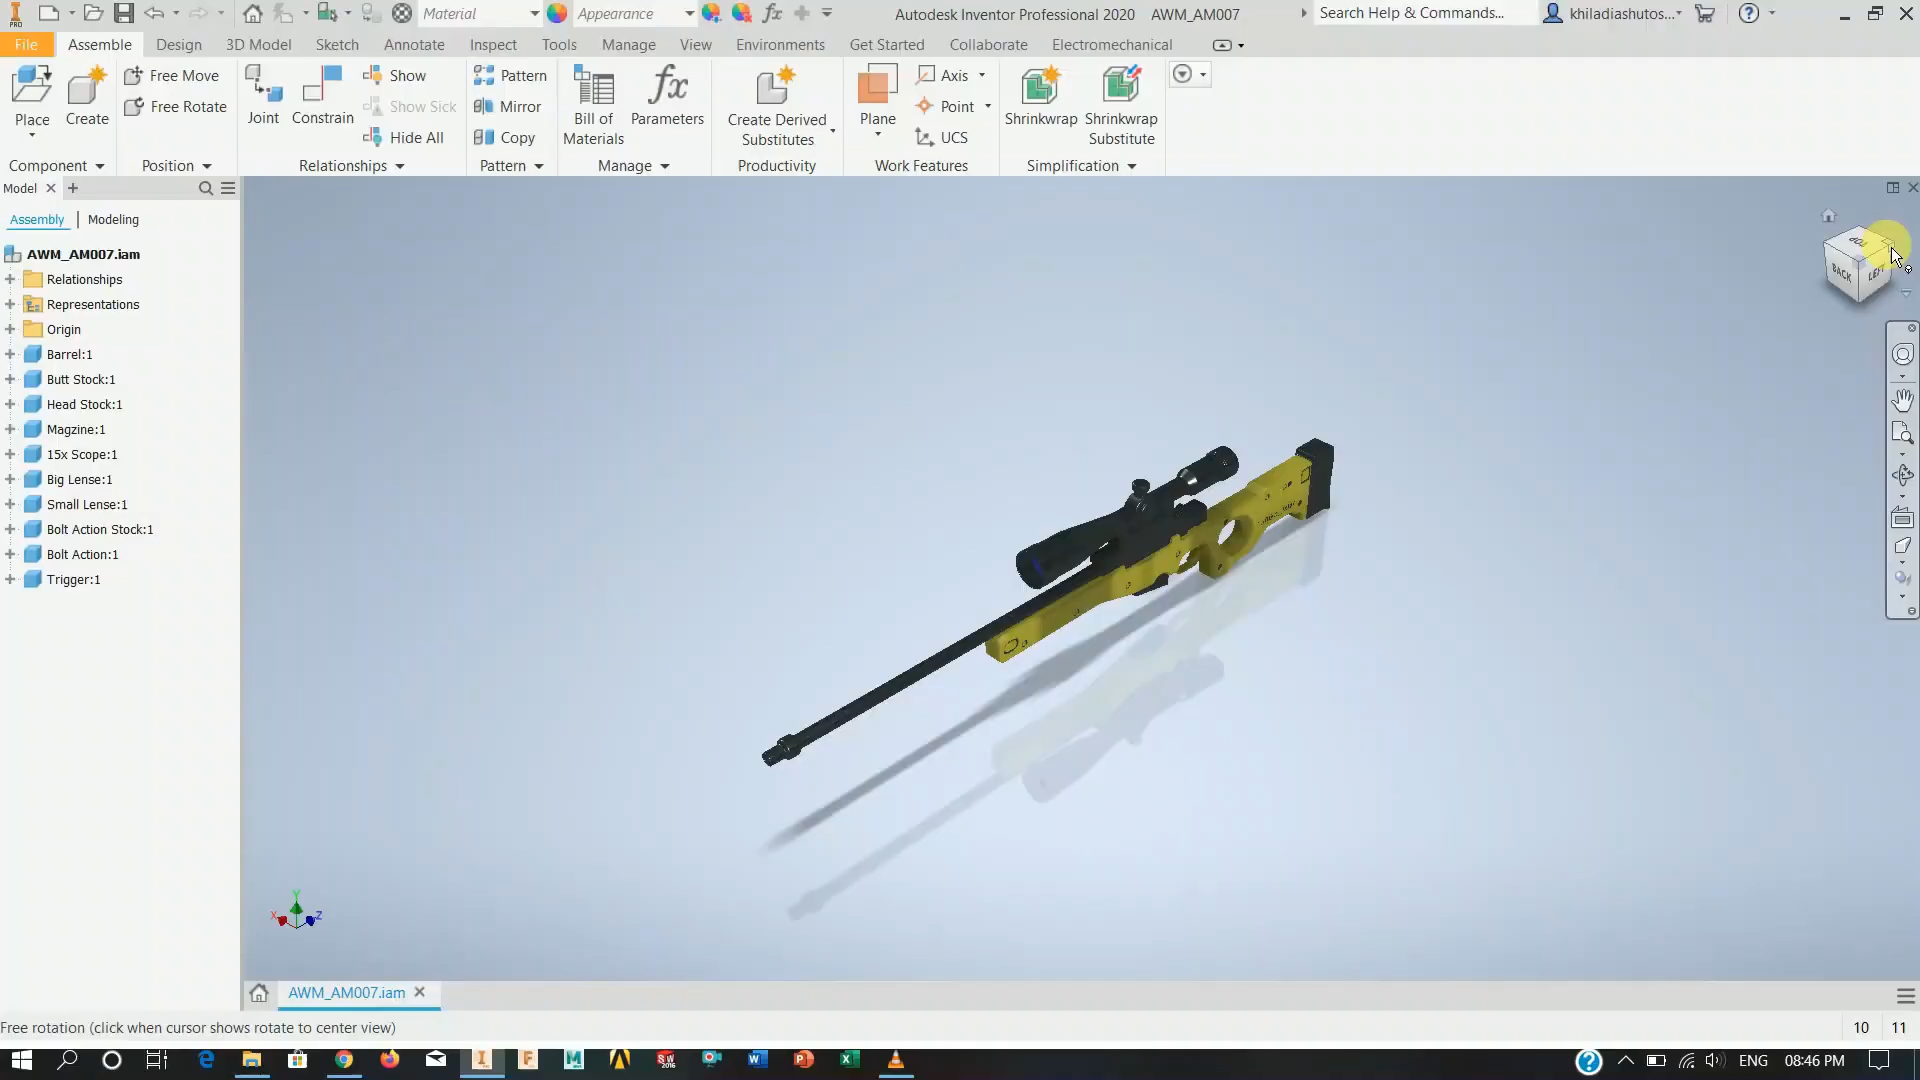 PRO
Material
Appearance
Autodesk Inventor Professional 2020 AWM_AM007
Search Help & Commands...
khiladiashutos...
File Assemble Design 3D Model Sketch Annotate Inspect Tools Manage View Environments Get Started Collaborate Electromechanical
Place
Create
Free Move
Free Rotate
Joint
Constrain
Show
Show Sick
Hide All
Pattern
Mirror
Copy
Bill of
Materials
fx
Parameters
Create Derived
Substitutes
Plane
Axis
Point
UCS
Shrinkwrap
Shrinkwrap
Substitute
Component Position Relationships Pattern Manage Productivity Work Features Simplification
Model
Assembly | Modeling
AWM_AM007.iam
Relationships
Representations
Origin
Barrel:1
Butt Stock:1
Head Stock:1
Magzine:1
15x Scope:1
Big Lense:1
Small Lense:1
Bolt Action Stock:1
Bolt Action:1
Trigger:1
TOP
BACK
LEFT
Y
X
Z
AWM_AM007.iam
Free rotation (click when cursor shows rotate to center view)
10 11
ENG 08:46 PM